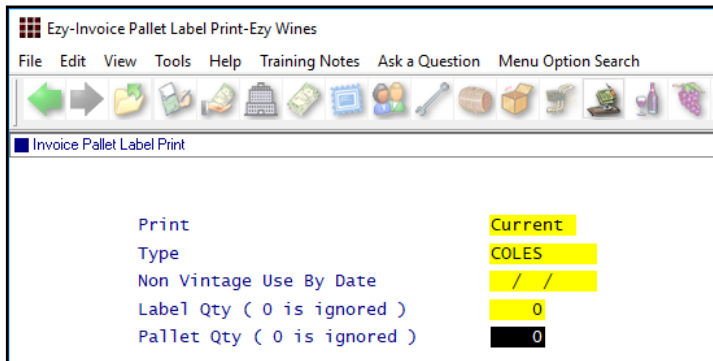 Ezy-Invoice Pallet Label Print-Ezy Wines
File Edit View Tools Help Training Notes Ask a Question Menu Option Search
Invoice Pallet Label Print
Print Current
Type COLES
Non Vintage Use By Date / /
Label Qty ( 0 is ignored ) 0
Pallet Qty ( 0 is ignored ) 0